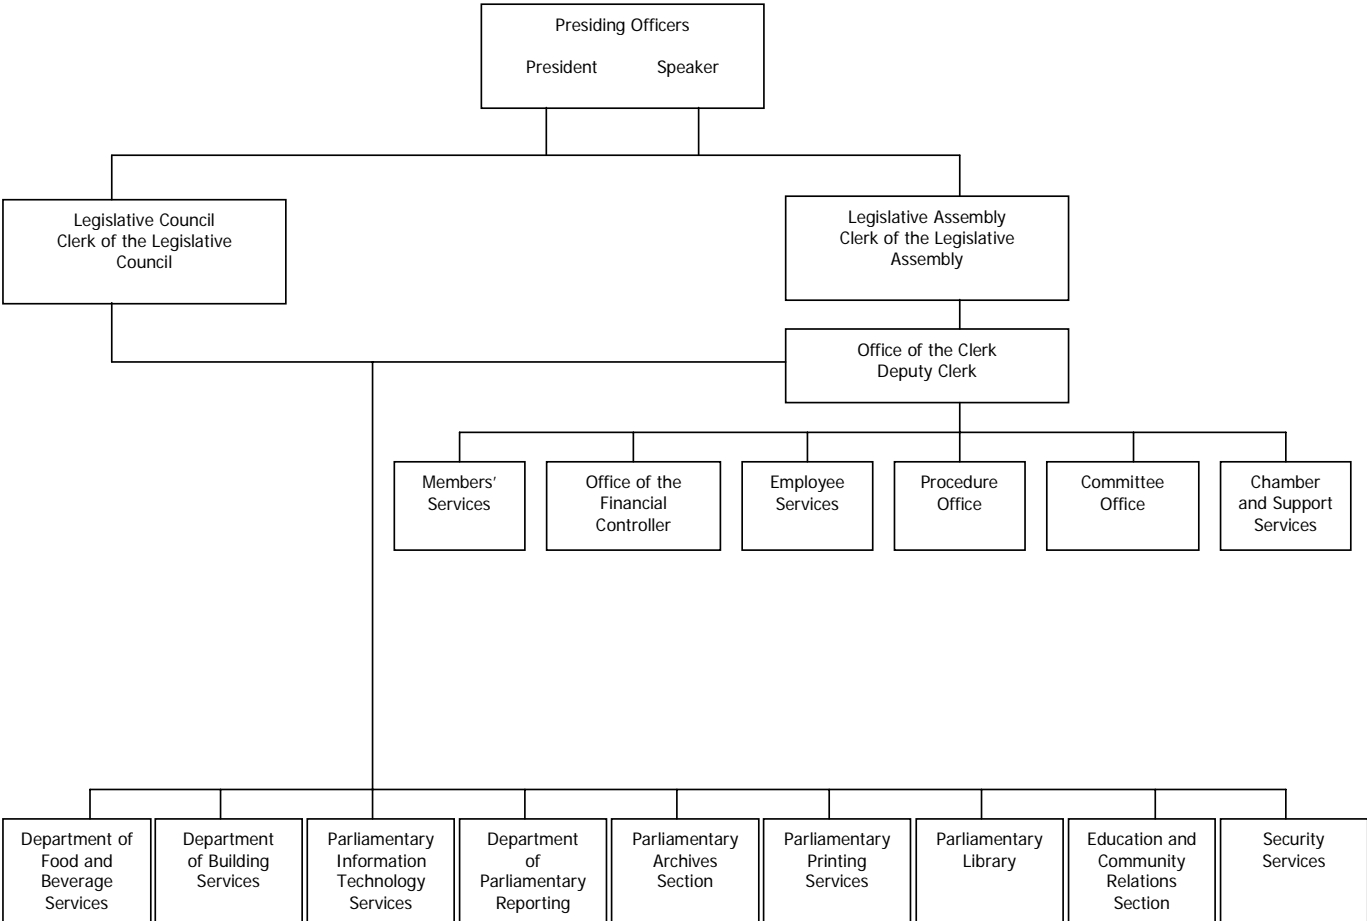 Presiding Officers
President Speaker
Legislative Council
Clerk of the Legislative
Council
Legislative Assembly
Clerk of the Legislative
Assembly
Office of the Clerk
Deputy Clerk
Members'
Services
Office of the
Financial
Controller
Employee
Services
Procedure
Office
Committee
Office
Chamber
and Support
Services
Department of
Food and
Beverage
Services
Department
of Building
Services
Parliamentary
Information
Technology
Services
Department
of
Parliamentary
Reporting
Parliamentary
Archives
Section
Parliamentary
Printing
Services
Parliamentary
Library
Education and
Community
Relations
Section
Security
Services